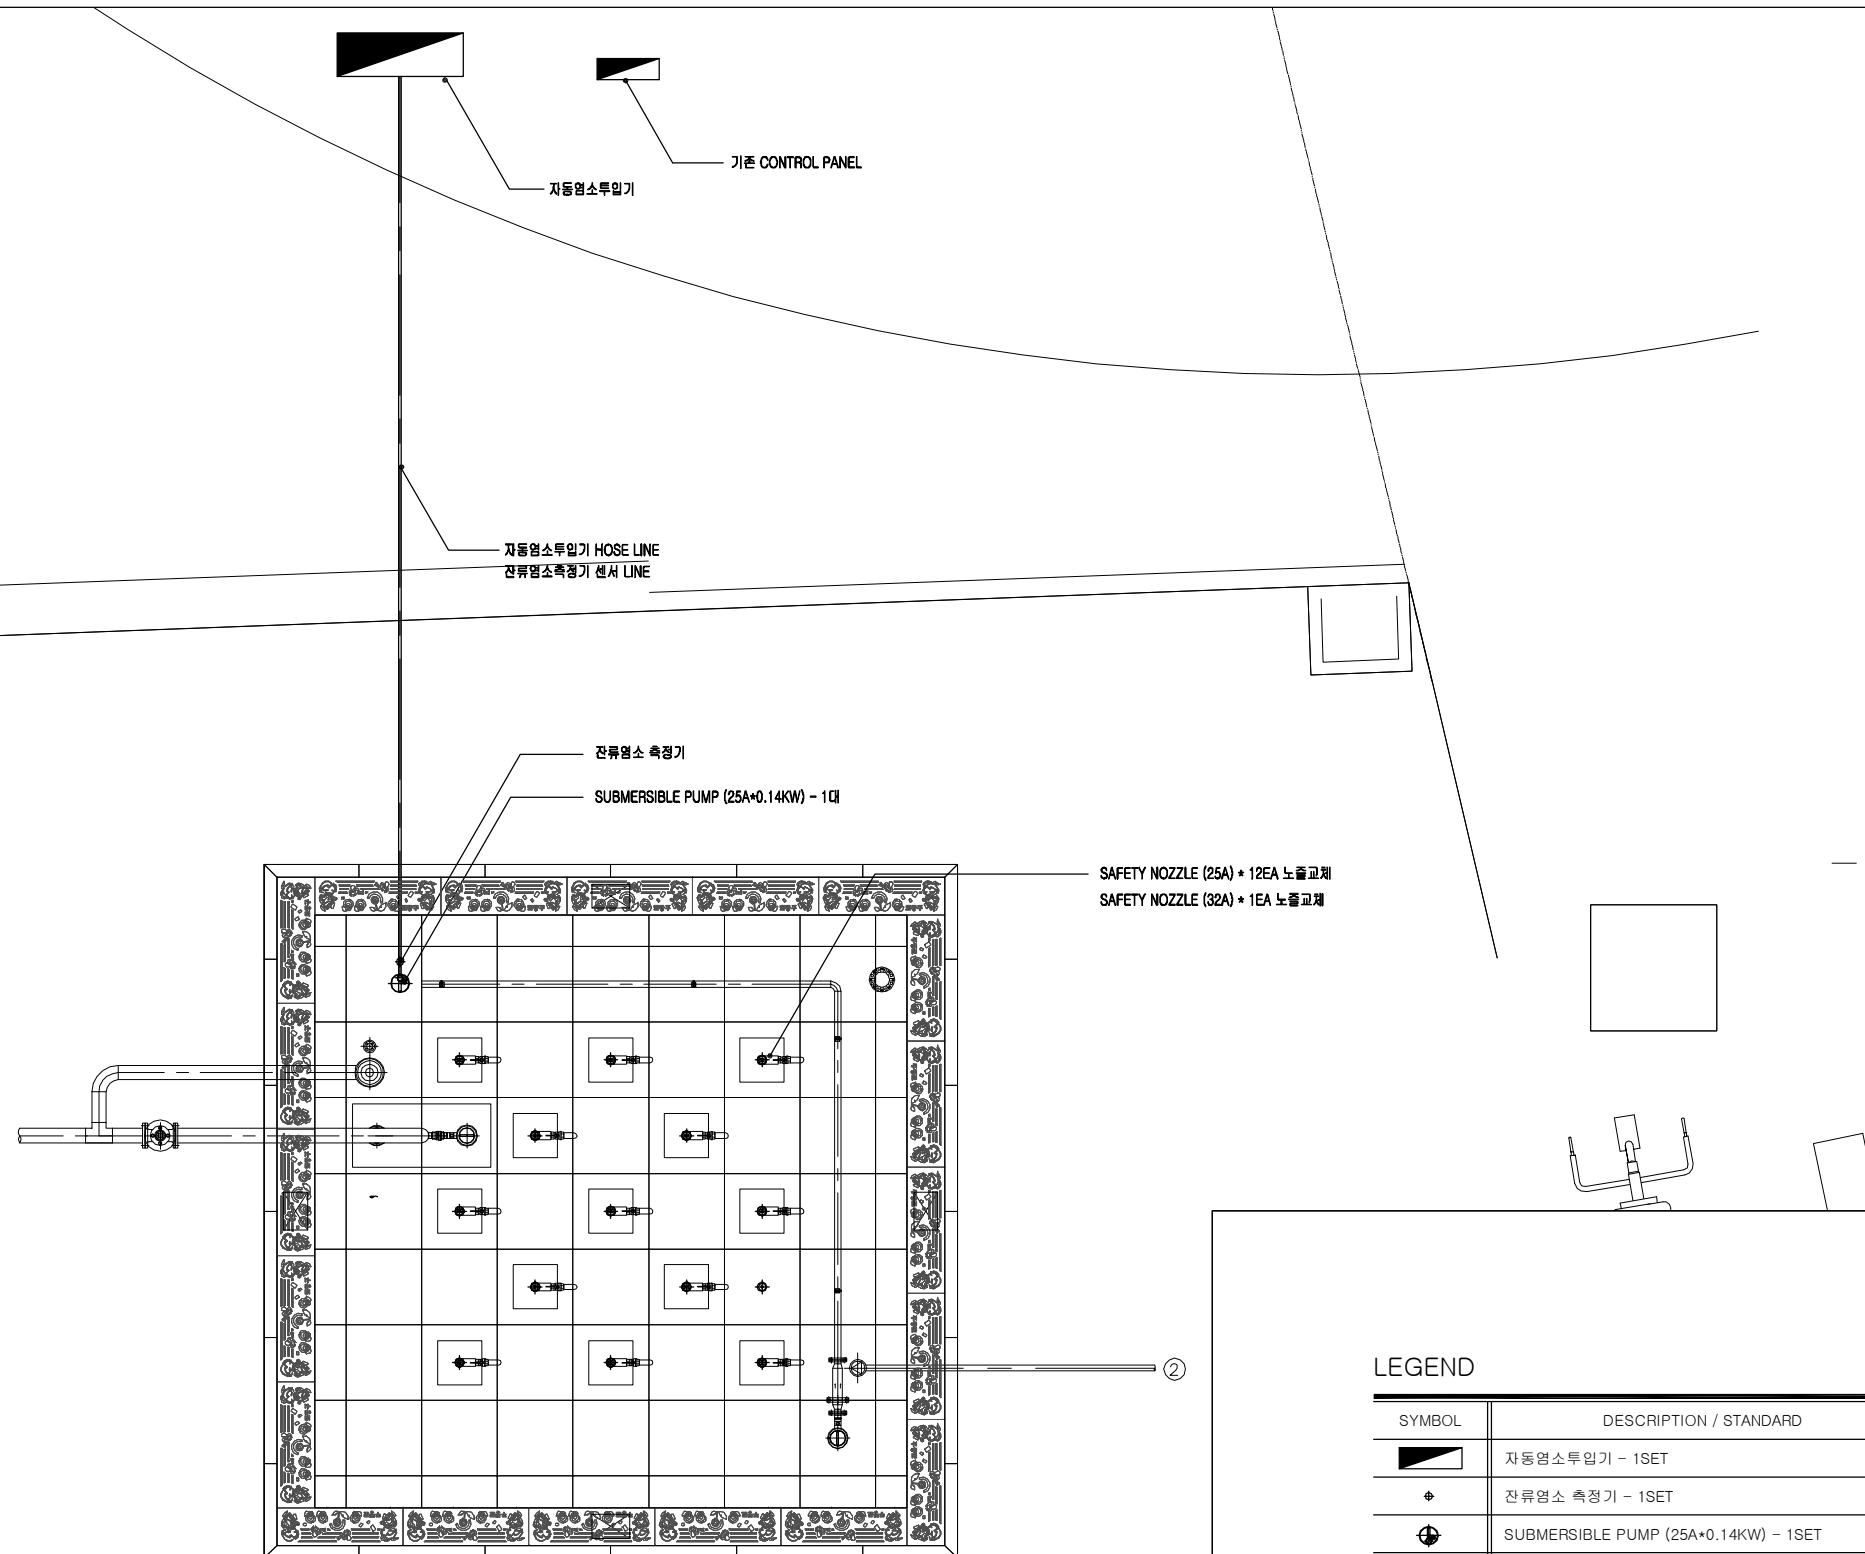 기존 CONTROL PANEL
자동염소투입기
자동염소투입기 HOSE LINE
잔류염소측정기 센서 LINE
잔류염소 측정기
SUBMERSIBLE PUMP (25A*0.14KW) - 1대
SAFETY NOZZLE (25A) * 12EA 노즐교체
SAFETY NOZZLE (32A) * 1EA 노즐교체
2
LEGEND
SYMBOL DESCRIPTION / STANDARD
자동염소투입기 - 1SET
잔류염소 측정기 - 1SET
SUBMERSIBLE PUMP (25A*0.14KW) - 1SET